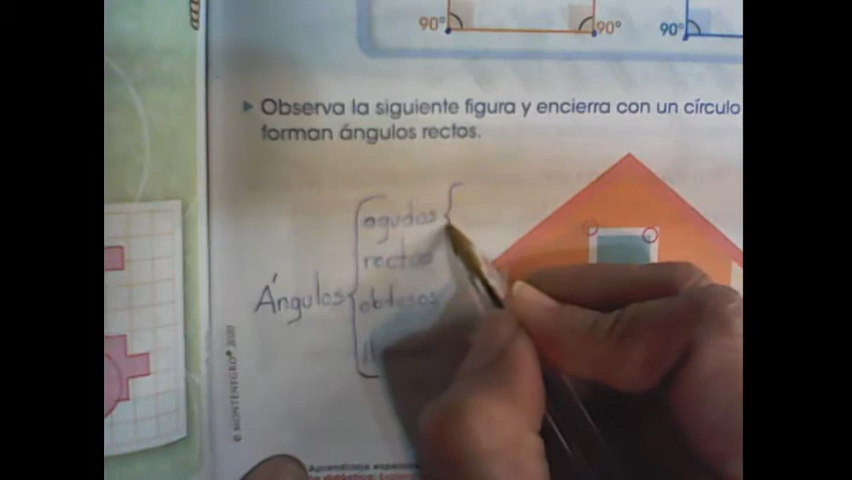 90° 90° 90°
Observa la siguiente figura y encierra con un círculo
forman ángulos rectos.
agudos
rectos
Ángulos
obtusos
© MONTENEGRO® 2020
Aprendizaje